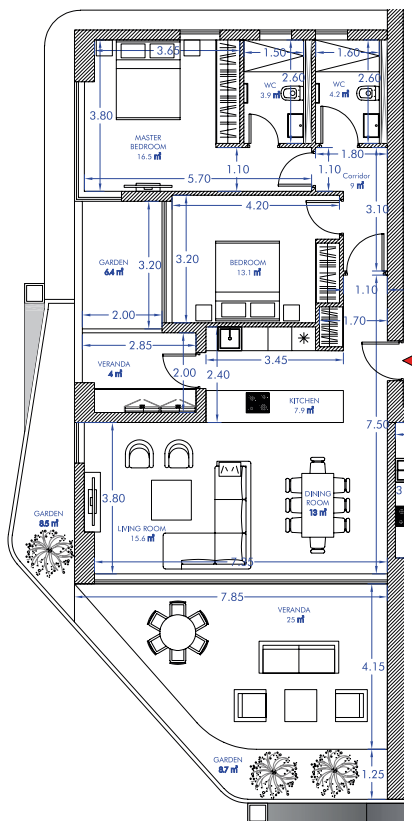 3.65
1.50
1.60
2.60
2.60
WC
3.9 m²
WC
4.2 m²
3.80
MASTER
BEDROOM
16.5 m²
1.10
1.80
1.10
Corridor
9 m²
5.70
4.20
3.10
GARDEN
6.4 m²
3.20
3.20
BEDROOM
13.1 m²
1.10
2.00
1.70
2.85
3.45
VERANDA
4 m²
2.00
2.40
KITCHEN
7.9 m²
7.50
3.80
3
DINING
ROOM
13 m²
GARDEN
8.5 m²
LIVING ROOM
15.6 m²
7.25
7.85
VERANDA
25 m²
4.15
GARDEN
8.7 m²
1.25